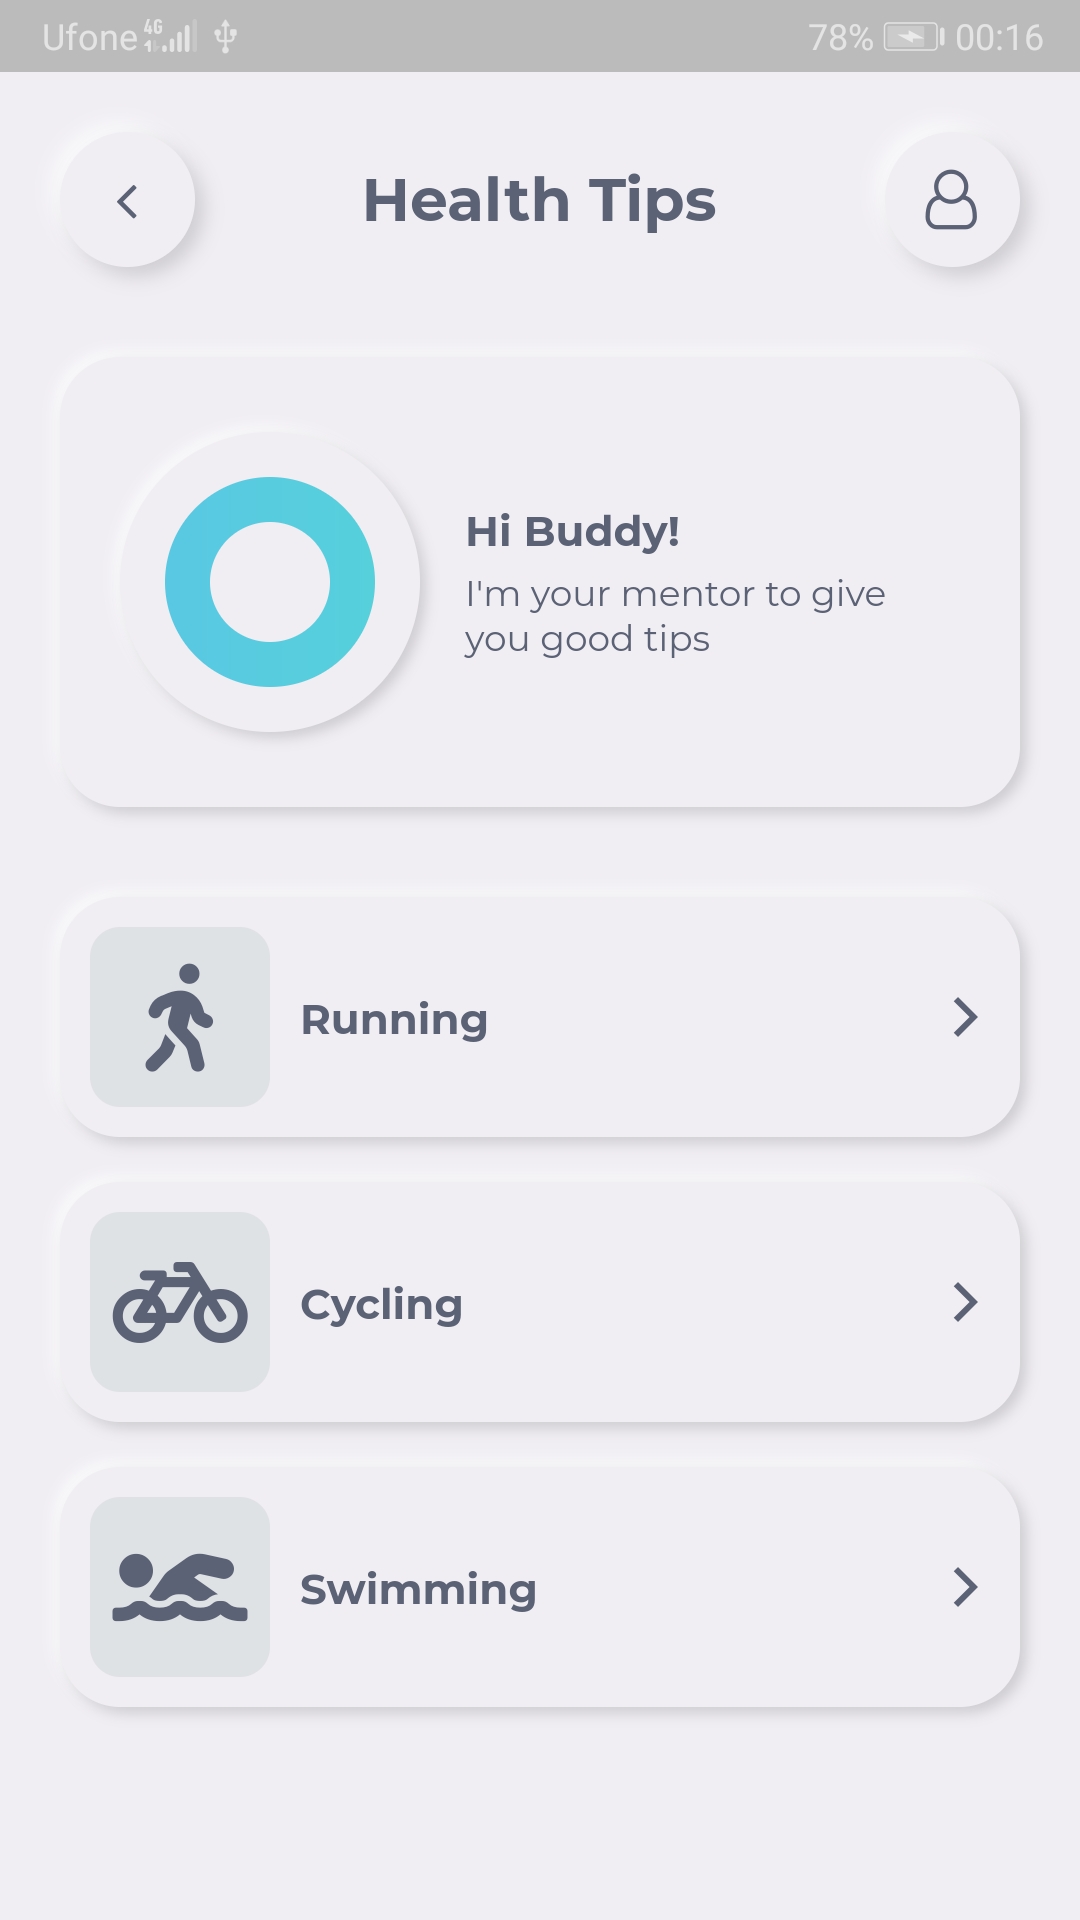 Ufone 4G 78% 00:16
Health Tips
Hi Buddy!
I'm your mentor to give
you good tips
Running
Cycling
Swimming